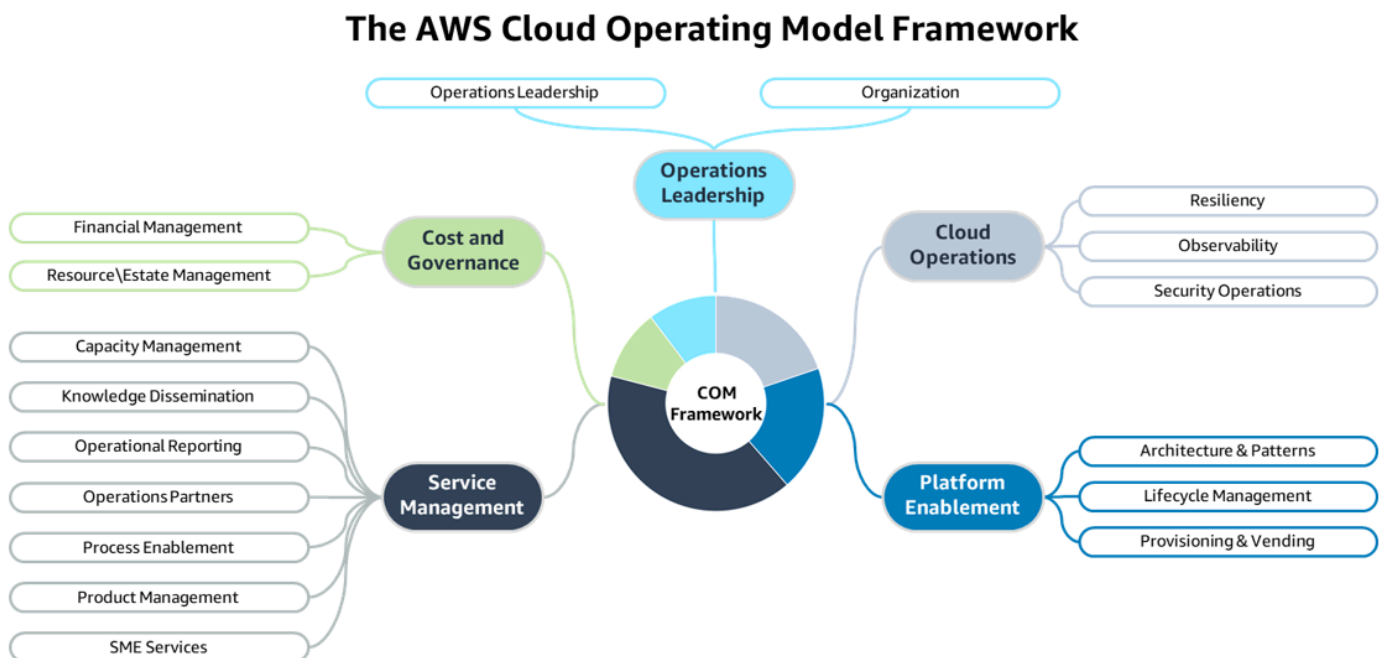 The AWS Cloud Operating Model Framework
Operations Leadership
Organization
Operations
Leadership
Financial Management
Resource\Estate Management
Cost and
Governance
Cloud
Operations
Resiliency
Observability
Security Operations
COM
Framework
Capacity Management
Knowledge Dissemination
Operational Reporting
Operations Partners
Process Enablement
Product Management
SME Services
Service
Management
Platform
Enablement
Architecture & Patterns
Lifecycle Management
Provisioning & Vending